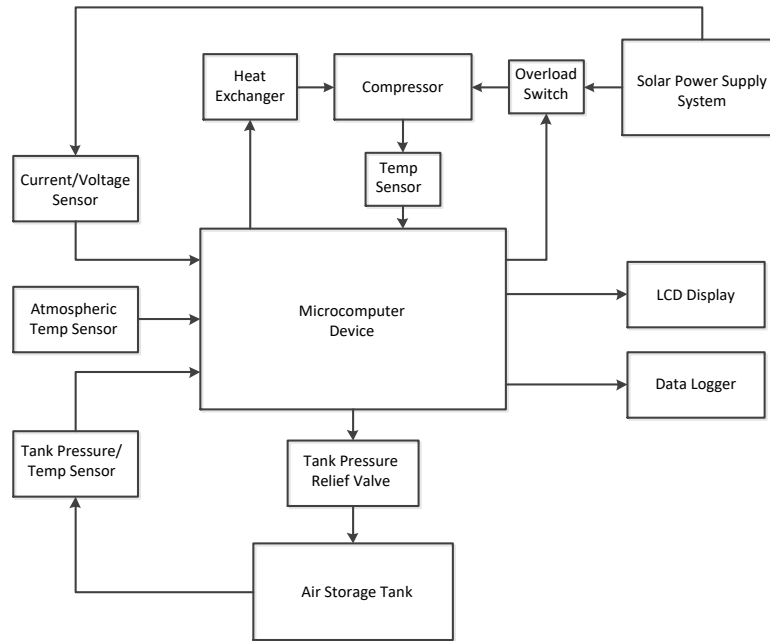 Heat
Exchanger
Compressor
Overload
Switch
Solar Power Supply
System
Current/Voltage
Sensor
Temp
Sensor
Atmospheric
Temp Sensor
Microcomputer
Device
LCD Display
Data Logger
Tank Pressure/
Temp Sensor
Tank Pressure
Relief Valve
Air Storage Tank